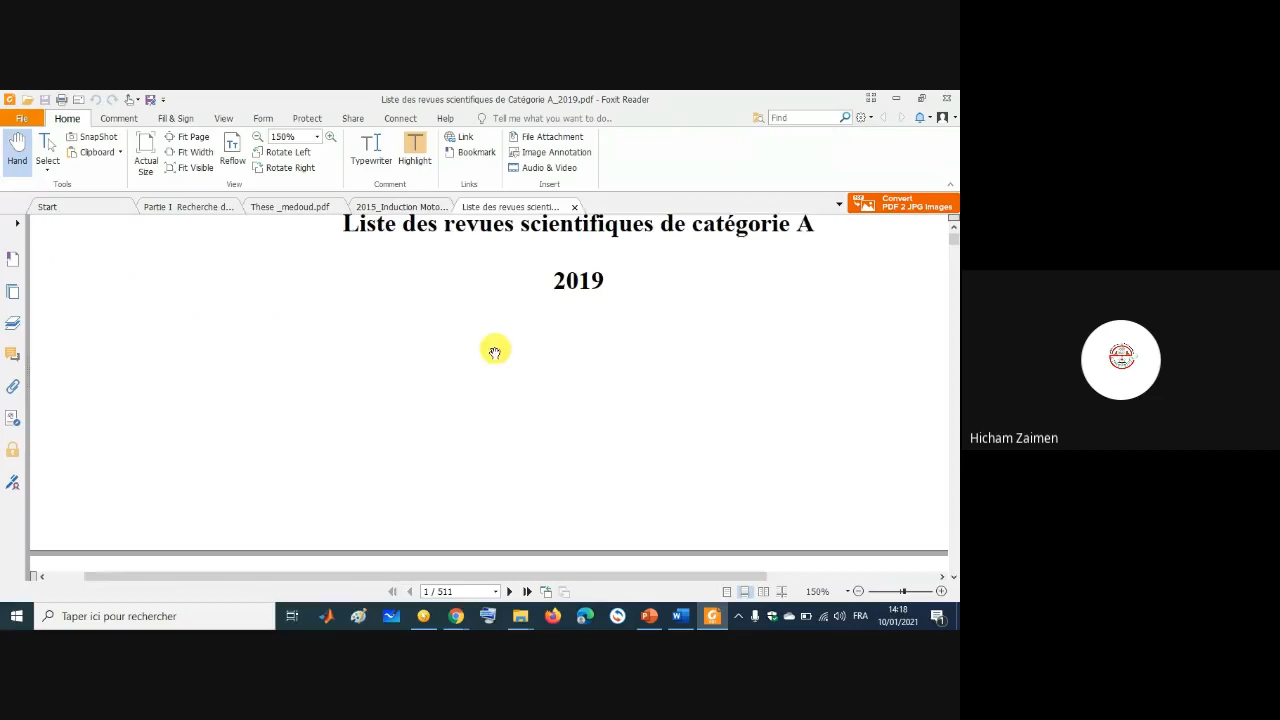 Liste des revues scientifiques de Catégorie A_2019.pdf - Foxit Reader
File Home Comment Fill & Sign View Form Protect Share Connect Help Tell me what you want to do.. Find
Hand
Select
SnapShot
Clipboard
Tools
Actual Size
Fit Page
Fit Width
Fit Visible
Reflow
150%
Rotate Left
Rotate Right
View
Typewriter
Highlight
Comment
Link
Bookmark
Links
File Attachment
Image Annotation
Audio & Video
Insert
Start Partie I Recherche d... These _medoud.pdf 2015_Induction Moto... Liste des revues scienti...
Convert
PDF 2 JPG Images
Liste des revues scientifiques de catégorie A
2019
Hicham Zaimen
1 / 511
150%
Taper ici pour rechercher
FRA
14:18
10/01/2021
1